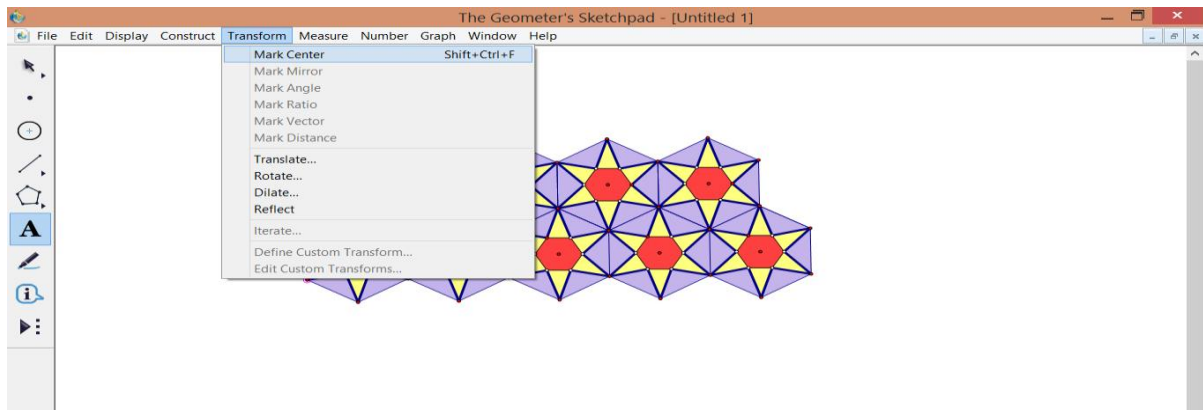 The Geometer's Sketchpad - [Untitled 1]
File Edit Display Construct Transform Measure Number Graph Window Help
Mark Center Shift+Ctrl+F
Mark Mirror
Mark Angle
Mark Ratio
Mark Vector
Mark Distance
Translate...
Rotate...
Dilate...
Reflect
Iterate...
Define Custom Transform...
Edit Custom Transforms...
A